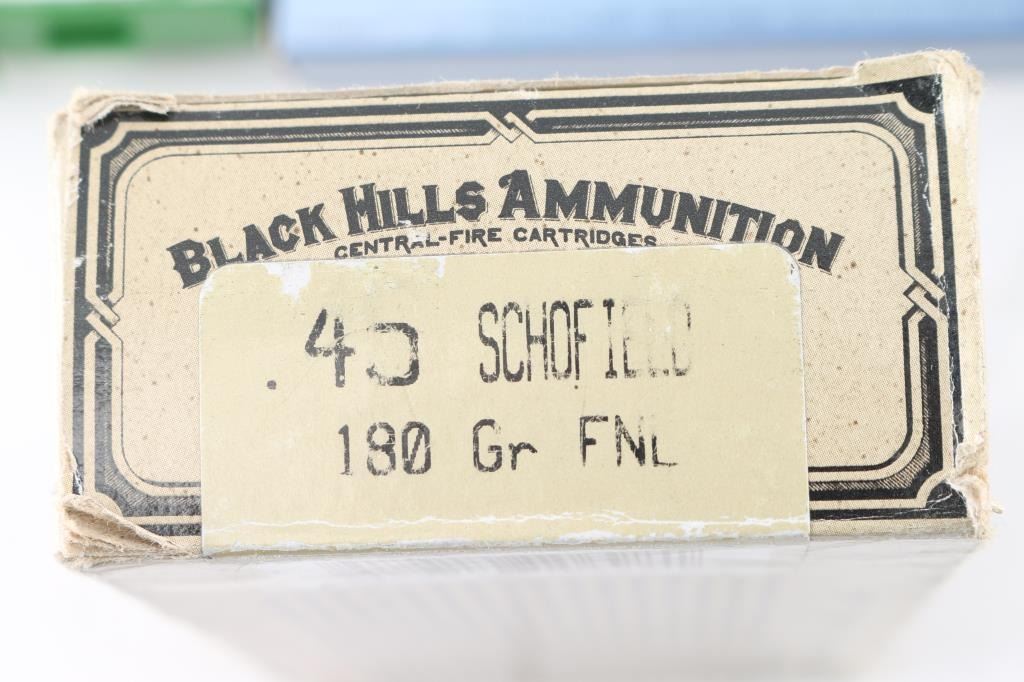 BLACK HILLS AMMUNITION
CENTRAL-FIRE CARTRIDGES
.45 SCHOFIELD
180 Gr FNL